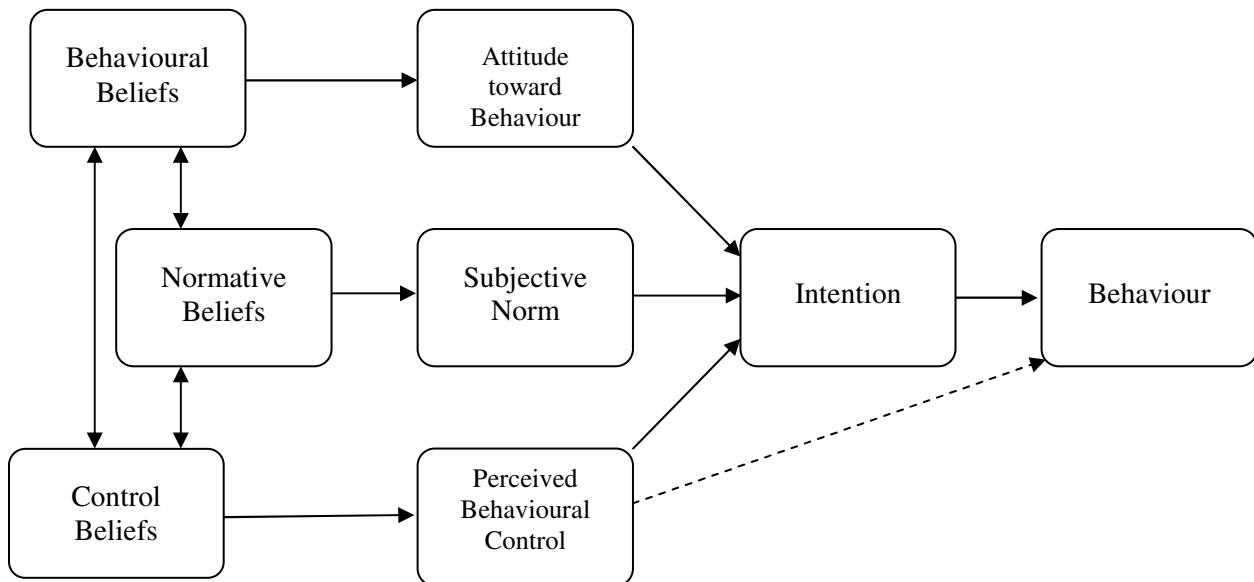 Behavioural
Beliefs
Attitude
toward
Behaviour
Normative
Beliefs
Subjective
Norm
Intention
Behaviour
Control
Beliefs
Perceived
Behavioural
Control